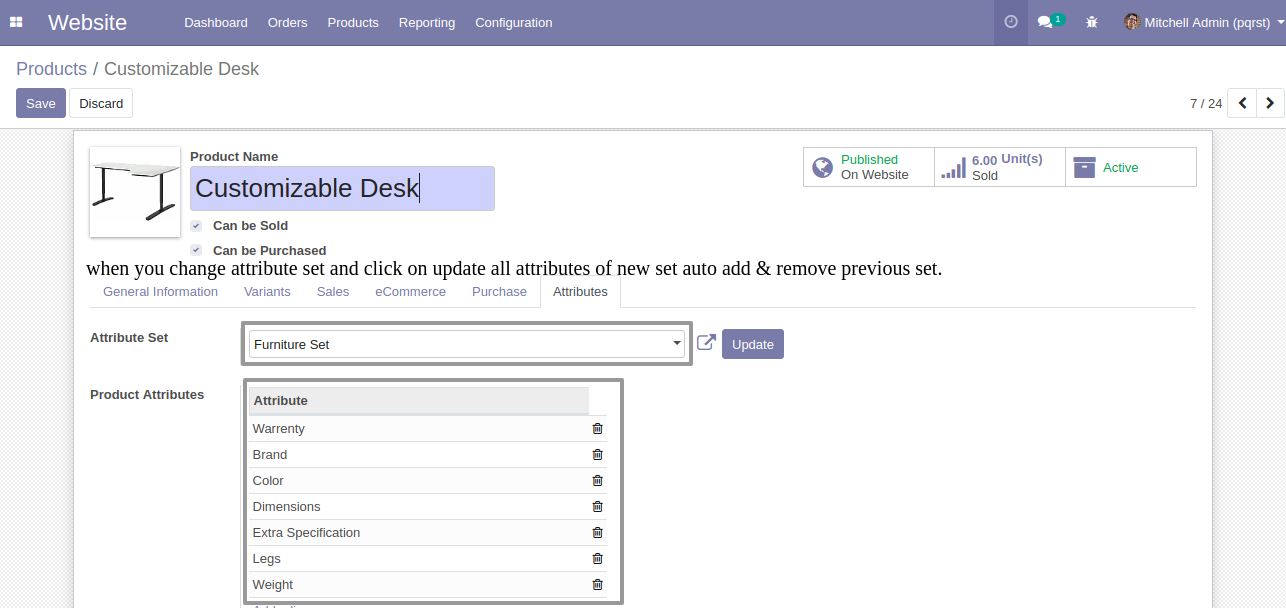 Website Dashboard Orders Products Reporting Configuration 1 Mitchell Admin (pqrst)
Products / Customizable Desk
Save Discard 7 / 24
Product Name
Customizable Desk
Published
On Website
6.00 Unit(s)
Sold
Active
Can be Sold
Can be Purchased
when you change attribute set and click on update all attributes of new set auto add & remove previous set.
General Information Variants Sales eCommerce Purchase Attributes
Attribute Set Furniture Set Update
Product Attributes
Attribute
Warrenty
Brand
Color
Dimensions
Extra Specification
Legs
Weight